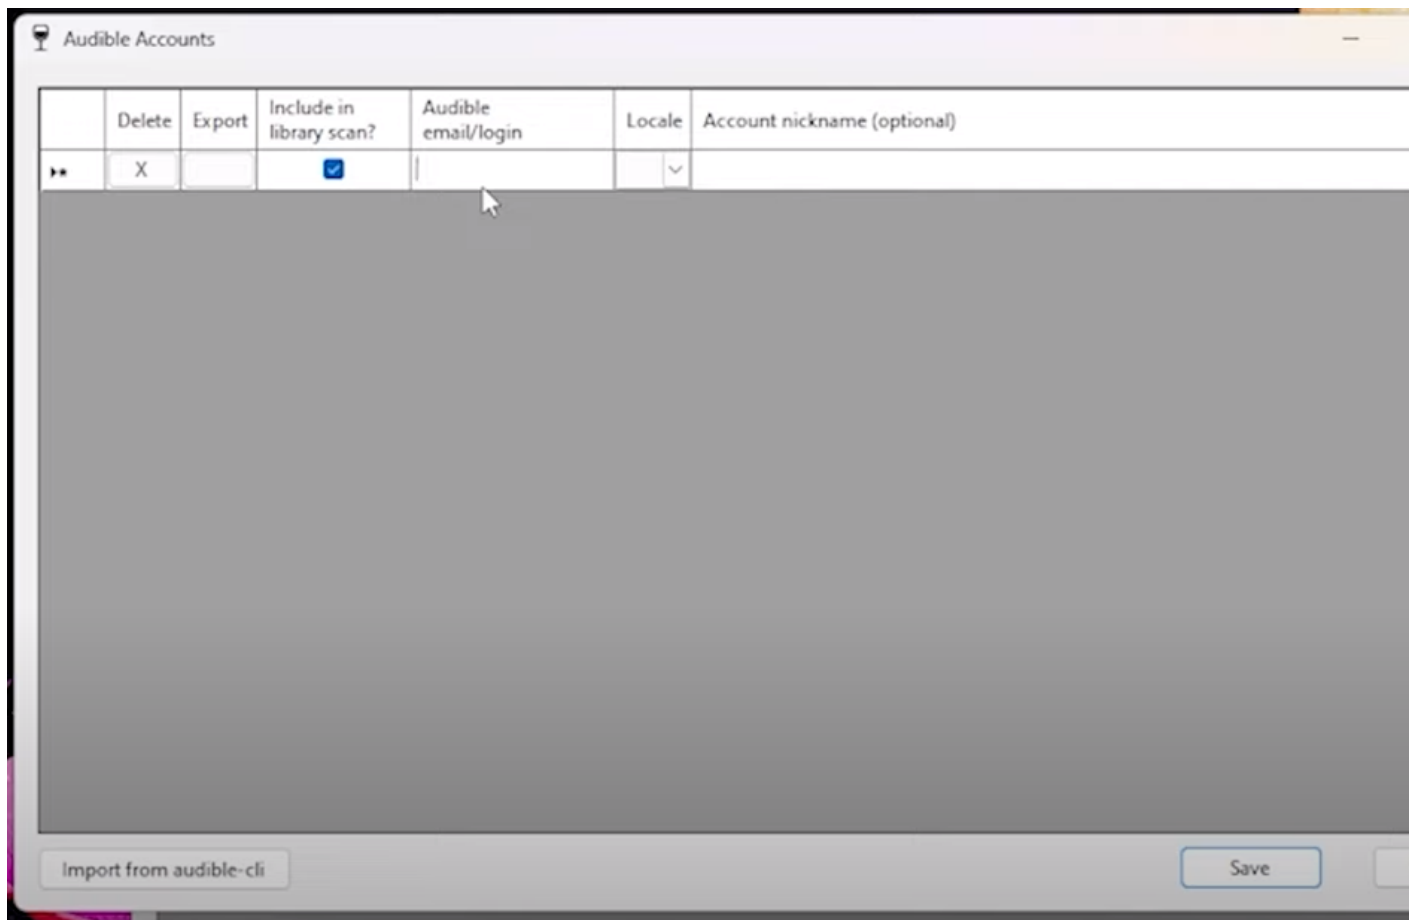 Audible Accounts
Delete
Export
Include in
library scan?
Audible
email/login
Locale
Account nickname (optional)
X
Import from audible-cli
Save